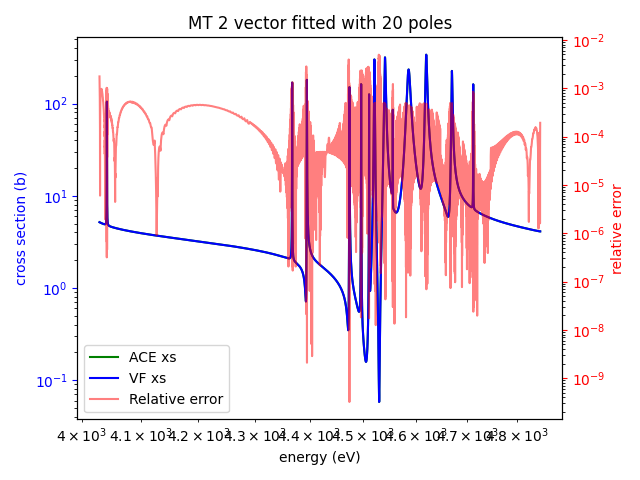 MT 2 vector fitted with 20 poles
10² 10¹ 10⁰ 10⁻¹
cross section (b)
10⁻² 10⁻³ 10⁻⁴ 10⁻⁵ 10⁻⁶ 10⁻⁷ 10⁻⁸ 10⁻⁹
relative error
ACE xs
VF xs
Relative error
4 × 10³ 4.1 × 10³ 4.2 × 10³ 4.3 × 10³ 4.4 × 10³ 4.5 × 10³ 4.6 × 10³ 4.7 × 10³ 4.8 × 10³
energy (eV)